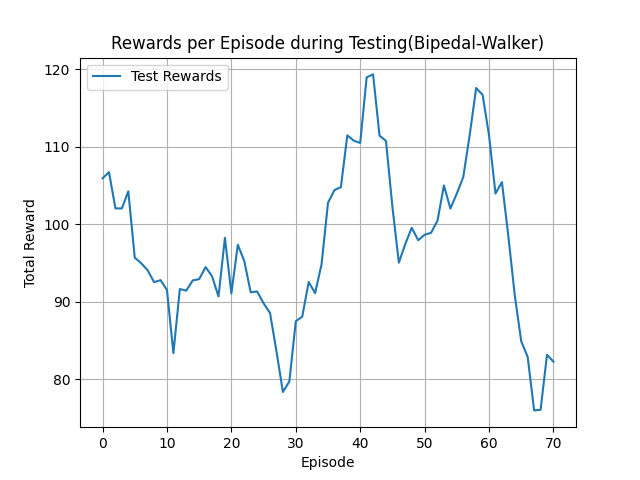 Rewards per Episode during Testing(Bipedal-Walker)
Test Rewards
Total Reward
120
110
100
90
80
0 10 20 30 40 50 60 70
Episode